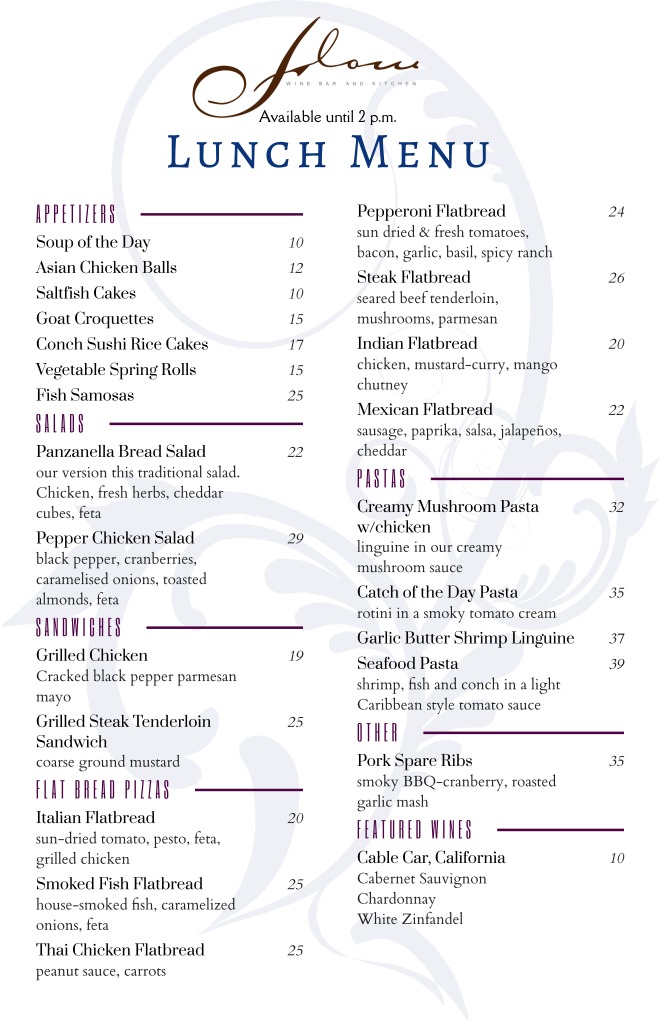 Flow
WINE BAR AND KITCHEN
Available until 2 p.m.
LUNCH MENU
APPETIZERS
Soup of the Day 10
Asian Chicken Balls 12
Saltfish Cakes 10
Goat Croquettes 15
Conch Sushi Rice Cakes 17
Vegetable Spring Rolls 15
Fish Samosas 25
SALADS
Panzanella Bread Salad 22
our version this traditional salad.
Chicken, fresh herbs, cheddar
cubes, feta
Pepper Chicken Salad 29
black pepper, cranberries,
caramelised onions, toasted
almonds, feta
SANDWICHES
Grilled Chicken 19
Cracked black pepper parmesan
mayo
Grilled Steak Tenderloin 25
Sandwich
coarse ground mustard
FLAT BREAD PIZZAS
Italian Flatbread 20
sun-dried tomato, pesto, feta,
grilled chicken
Smoked Fish Flatbread 25
house-smoked fish, caramelized
onions, feta
Thai Chicken Flatbread 25
peanut sauce, carrots
Pepperoni Flatbread 24
sun dried & fresh tomatoes,
bacon, garlic, basil, spicy ranch
Steak Flatbread 26
seared beef tenderloin,
mushrooms, parmesan
Indian Flatbread 20
chicken, mustard-curry, mango
chutney
Mexican Flatbread 22
sausage, paprika, salsa, jalapeños,
cheddar
PASTAS
Creamy Mushroom Pasta 32
w/chicken
linguine in our creamy
mushroom sauce
Catch of the Day Pasta 35
rotini in a smoky tomato cream
Garlic Butter Shrimp Linguine 37
Seafood Pasta 39
shrimp, fish and conch in a light
Caribbean style tomato sauce
OTHER
Pork Spare Ribs 35
smoky BBQ-cranberry, roasted
garlic mash
FEATURED WINES
Cable Car, California 10
Cabernet Sauvignon
Chardonnay
White Zinfandel